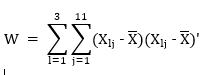 W = ∑_{l=1}^{3} ∑_{j=1}^{11} (X_{lj} - X̅)(X_{lj} - X̅)'